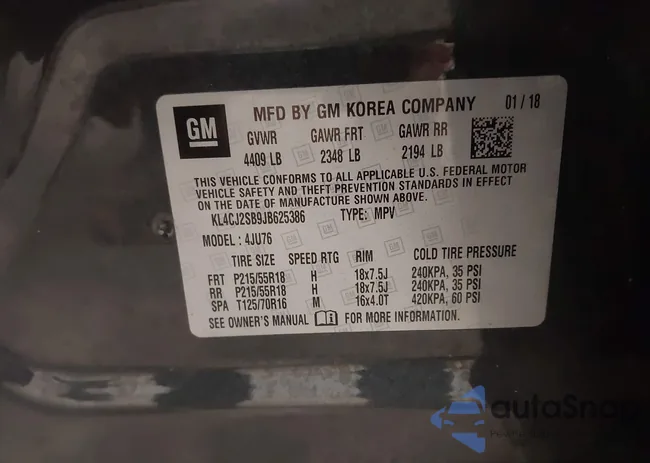 GM
MFD BY GM KOREA COMPANY 01 / 18
GVWR GAWR FRT GAWR RR
4409 LB 2348 LB 2194 LB
THIS VEHICLE CONFORMS TO ALL APPLICABLE U.S. FEDERAL MOTOR
VEHICLE SAFETY AND THEFT PREVENTION STANDARDS IN EFFECT
ON THE DATE OF MANUFACTURE SHOWN ABOVE.
KL4CJ2SB9JB625386 TYPE: MPV
MODEL : 4JU76
TIRE SIZE SPEED RTG RIM COLD TIRE PRESSURE
FRT P215/55R18 H 18x7.5J 240KPA, 35 PSI
RR P215/55R18 H 18x7.5J 240KPA, 35 PSI
SPA T125/70R16 M 16x4.0T 420KPA, 60 PSI
SEE OWNER'S MANUAL FOR MORE INFORMATION.